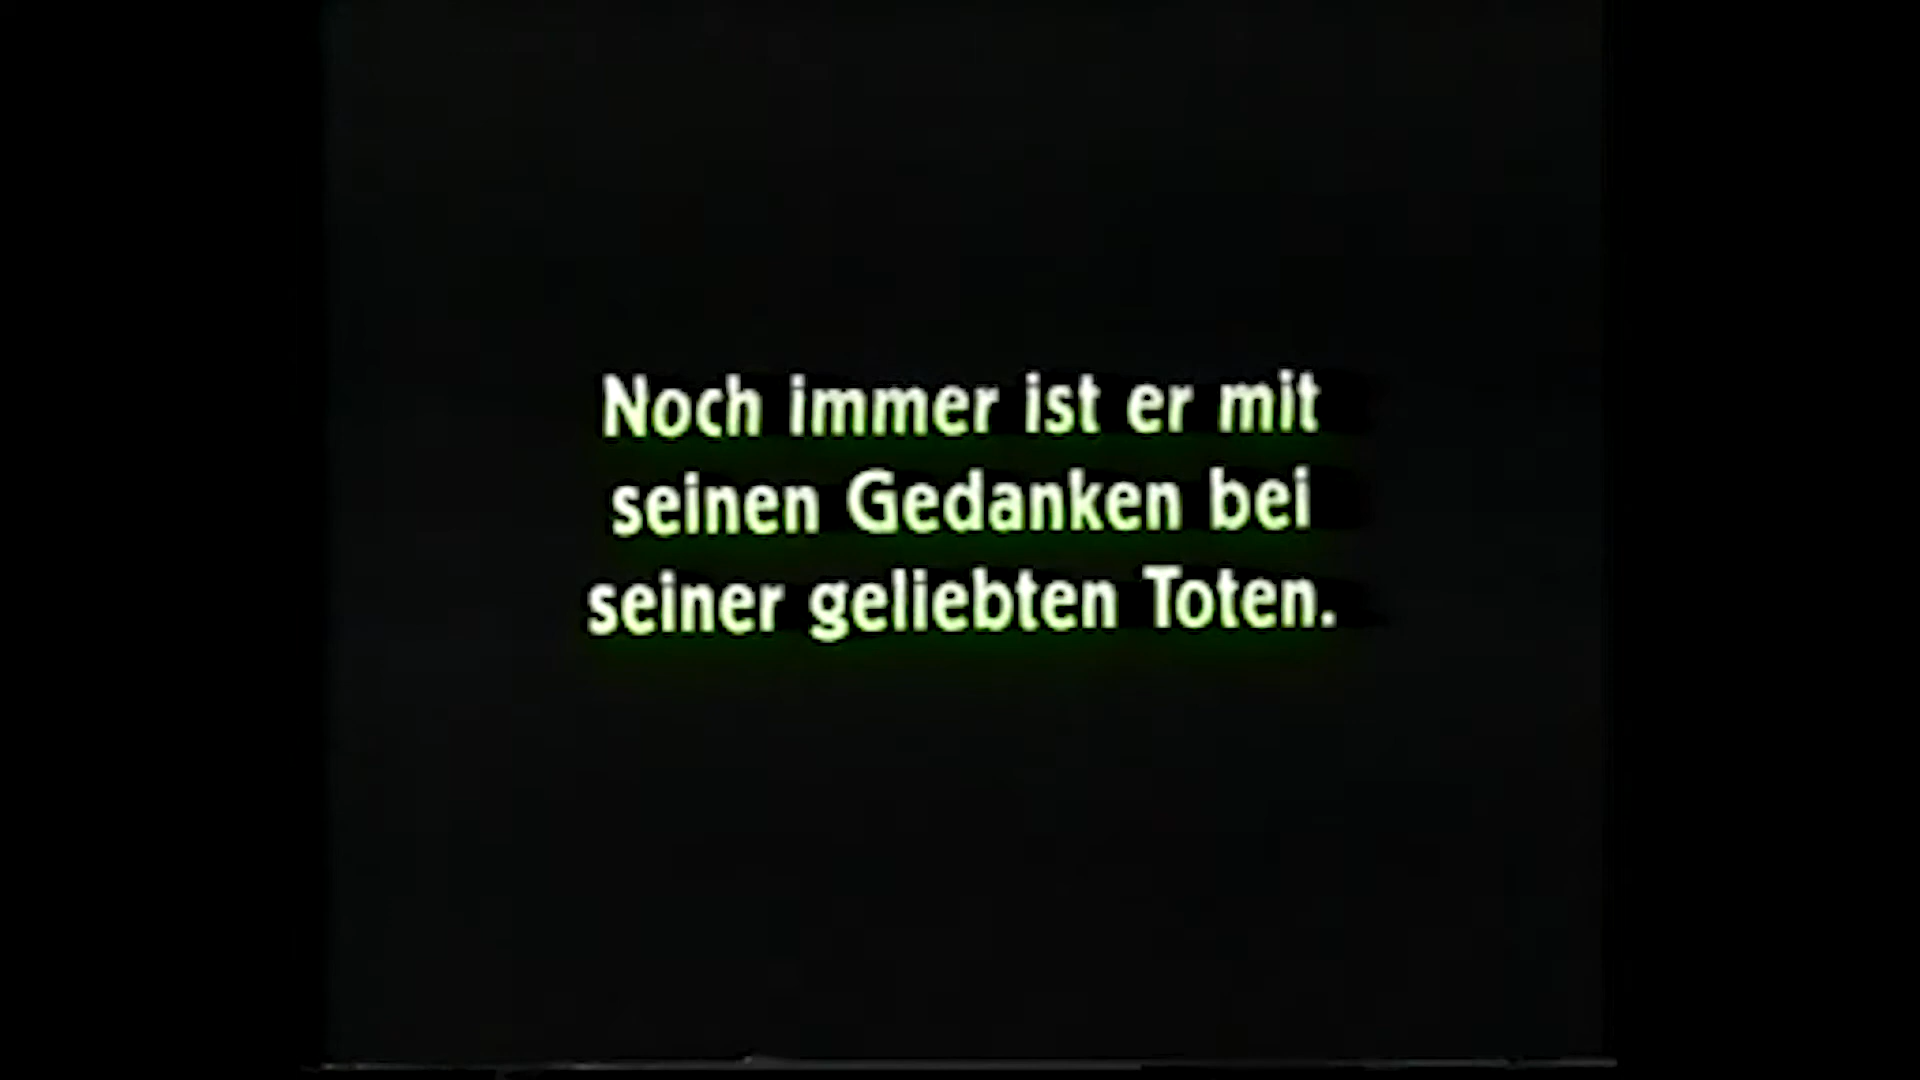 Noch immer ist er mit
seinen Gedanken bei
seiner geliebten Toten.